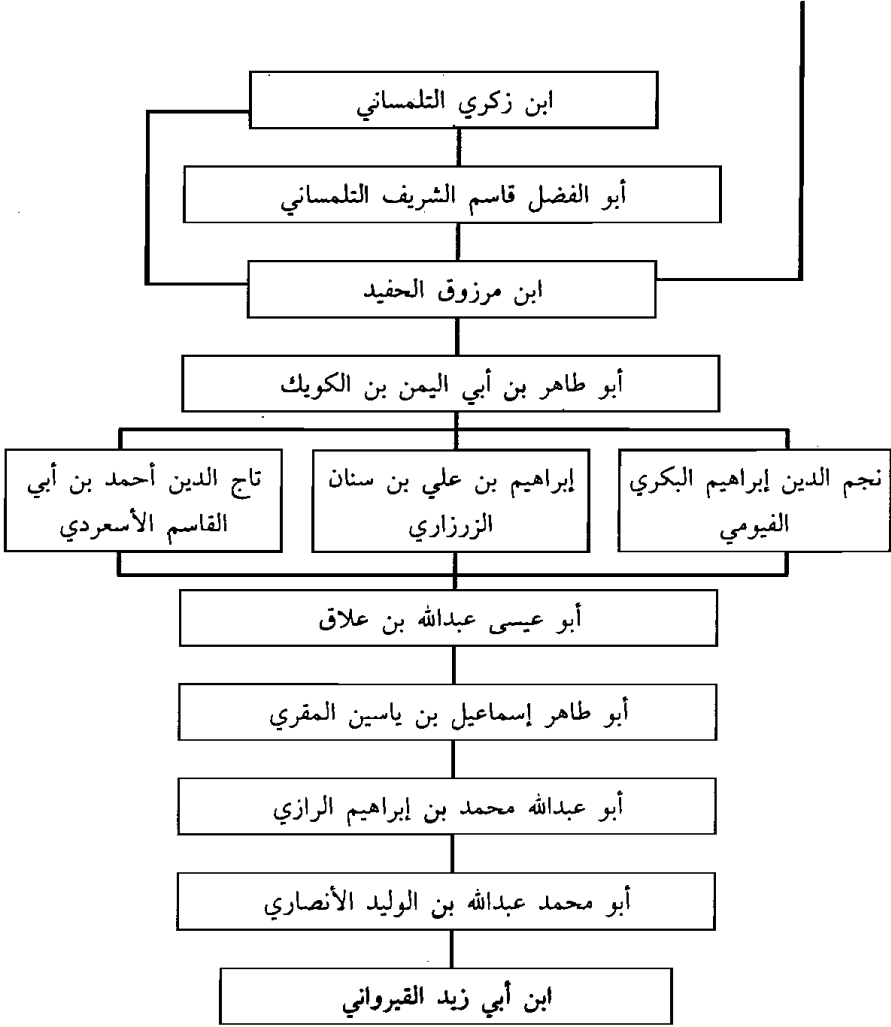 ابن زكري التلمساني
أبو الفضل قاسم الشريف التلمساني
ابن مرزوق الحفيد
أبو طاهر بن أبي اليمن بن الكويك
نجم الدين إبراهيم البكري
الفيومي
إبراهيم بن علي بن سنان
الزرزاري
تاج الدين أحمد بن أبي
القاسم الأسعردي
أبو عيسى عبدالله بن علاق
أبو طاهر إسماعيل بن ياسين المقري
أبو عبدالله محمد بن إبراهيم الرازي
أبو محمد عبدالله بن الوليد الأنصاري
ابن أبي زيد القيرواني